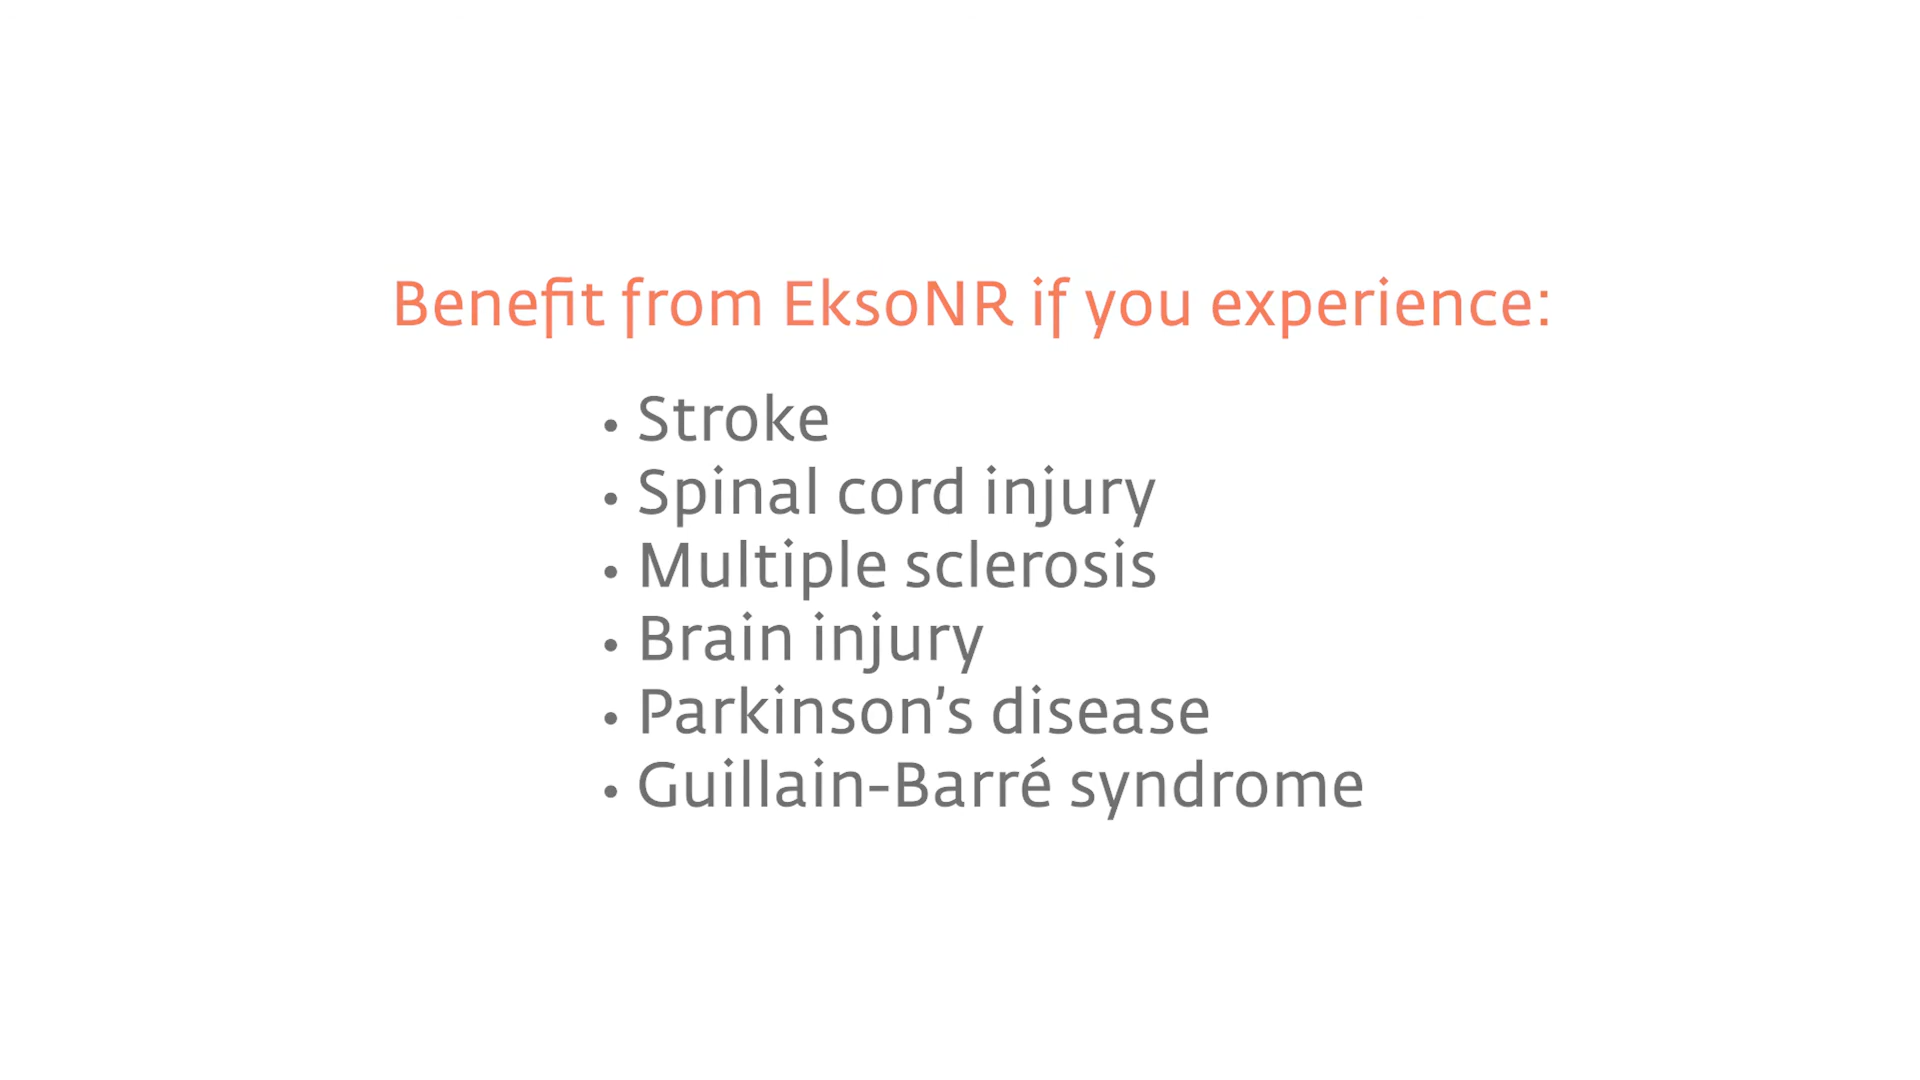 Benefit from EksoNR if you experience:
• Stroke
• Spinal cord injury
• Multiple sclerosis
• Brain injury
• Parkinson’s disease
• Guillain-Barré syndrome